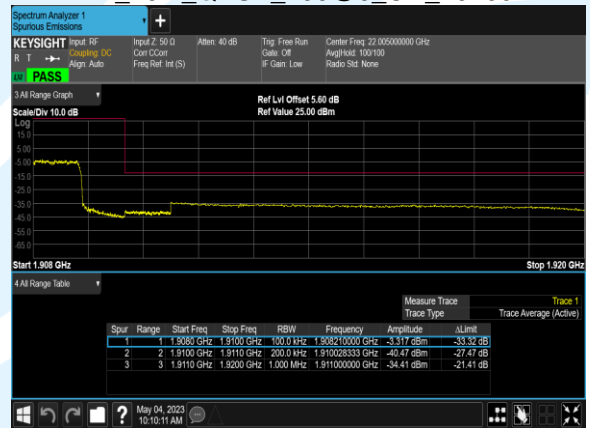 Spectrum Analyzer 1
Spurious Emissions
KEYSIGHT Input: RF Input Z: 50 Ω Atten: 40 dB Trig: Free Run Center Freq: 22.005000000 GHz
R T Coupling: DC Corr CCorr Gate: Off Avg|Hold: 100/100
Align: Auto Freq Ref: Int (S) IF Gain: Low Radio Std: None
PASS
3 All Range Graph
Ref Lvl Offset 5.60 dB
Scale/Div 10.0 dB Ref Value 25.00 dBm
Log
15.0
5.00
-5.00
-15.0
-25.0
-35.0
-45.0
-55.0
-65.0
Start 1.908 GHz Stop 1.920 GHz
4 All Range Table
Measure Trace Trace 1
Trace Type Trace Average (Active)
Spur Range Start Freq Stop Freq RBW Frequency Amplitude ΔLimit
1 1 1.9080 GHz 1.9100 GHz 100.0 kHz 1.908210000 GHz -3.317 dBm -33.32 dB
2 2 1.9100 GHz 1.9110 GHz 200.0 kHz 1.910028333 GHz -40.47 dBm -27.47 dB
3 3 1.9110 GHz 1.9200 GHz 1.000 MHz 1.911000000 GHz -34.41 dBm -21.41 dB
May 04, 2023
10:10:11 AM